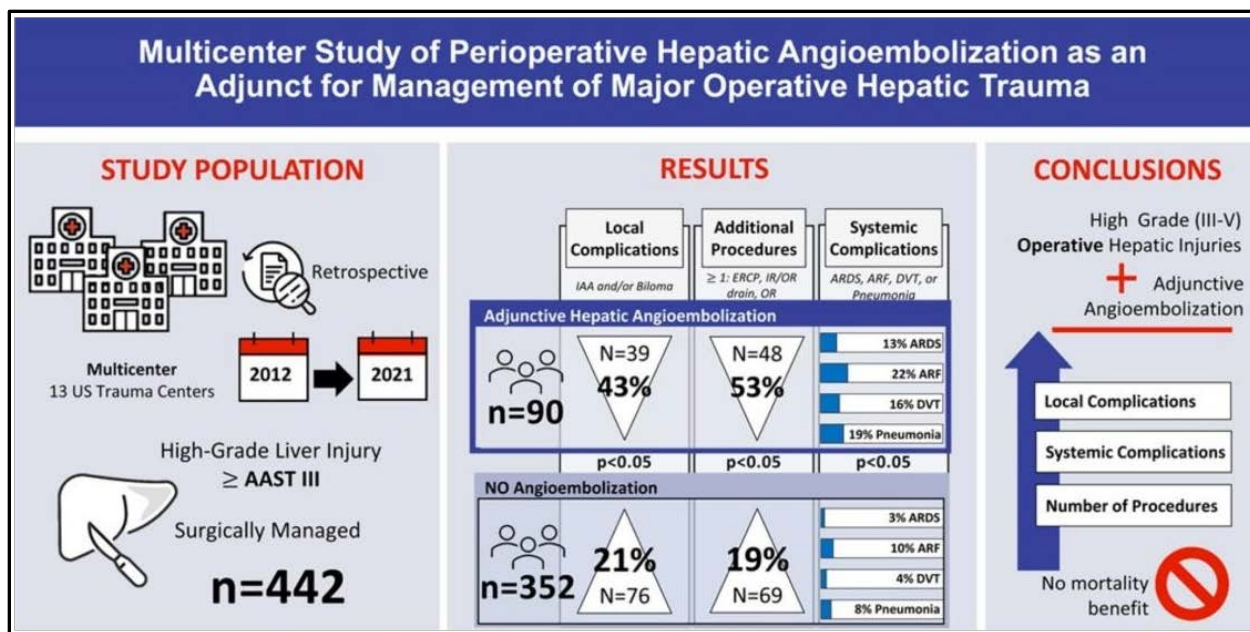 Multicenter Study of Perioperative Hepatic Angioembolization as an
Adjunct for Management of Major Operative Hepatic Trauma
STUDY POPULATION
Retrospective
Multicenter
13 US Trauma Centers
2012
2021
High-Grade Liver Injury
≥ AAST III
Surgically Managed
n=442
RESULTS
Local
Complications
IAA and/or Biloma
Additional
Procedures
≥ 1: ERCP, IR/OR
drain, OR
Systemic
Complications
ARDS, ARF, DVT, or
Pneumonia
Adjunctive Hepatic Angioembolization
n=90
N=39
43%
N=48
53%
13% ARDS
22% ARF
16% DVT
19% Pneumonia
p<0.05
p<0.05
p<0.05
NO Angioembolization
n=352
21%
N=76
19%
N=69
3% ARDS
10% ARF
4% DVT
8% Pneumonia
CONCLUSIONS
High Grade (III-V)
Operative Hepatic Injuries
+ Adjunctive
Angioembolization
Local Complications
Systemic Complications
Number of Procedures
No mortality
benefit